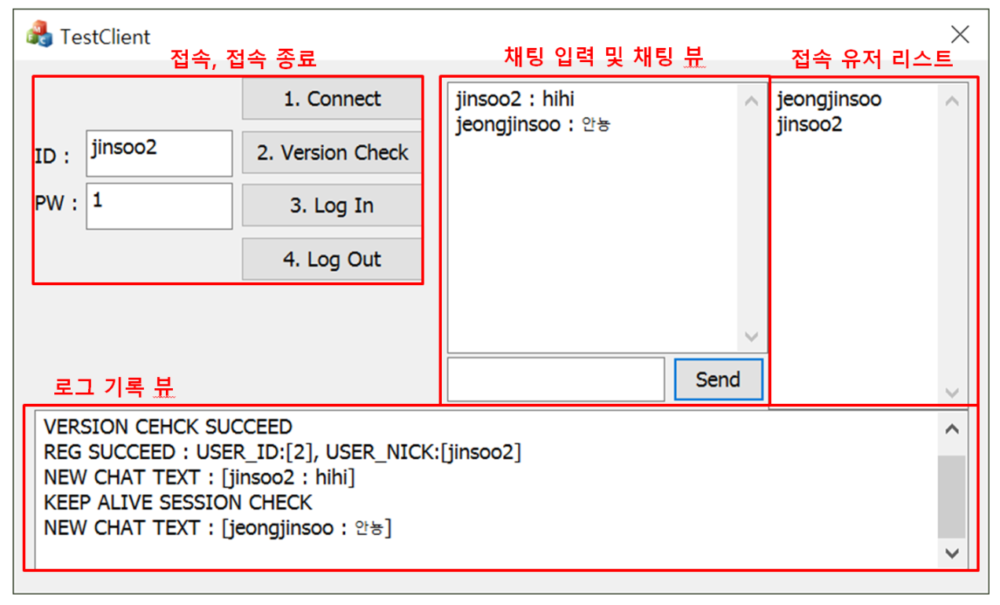 TestClient
접속, 접속 종료
채팅 입력 및 채팅 뷰
접속 유저 리스트
1. Connect
ID :
jinsoo2
2. Version Check
PW :
1
3. Log In
4. Log Out
jinsoo2 : hihi
jeongjinsoo : 안뇽
Send
jeongjinsoo
jinsoo2
로그 기록 뷰
VERSION CEHCK SUCCEED
REG SUCCEED : USER_ID:[2], USER_NICK:[jinsoo2]
NEW CHAT TEXT : [jinsoo2 : hihi]
KEEP ALIVE SESSION CHECK
NEW CHAT TEXT : [jeongjinsoo : 안뇽]